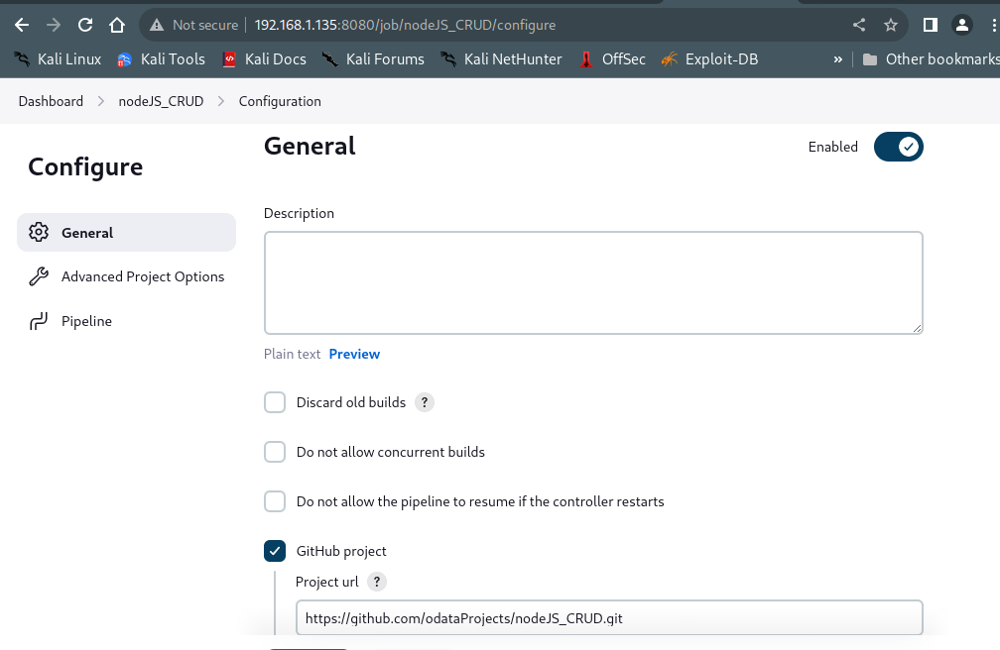 Not secure 192.168.1.135:8080/job/nodeJS_CRUD/configure
Kali Linux Kali Tools Kali Docs Kali Forums Kali NetHunter OffSec Exploit-DB » Other bookmarks
Dashboard > nodeJS_CRUD > Configuration
Configure
General
Advanced Project Options
Pipeline
General
Enabled
Description
Plain text Preview
Discard old builds ?
Do not allow concurrent builds
Do not allow the pipeline to resume if the controller restarts
GitHub project
Project url ?
https://github.com/odataProjects/nodeJS_CRUD.git